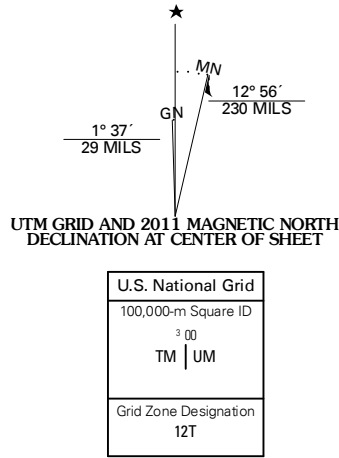 ★
MN
GN
12° 56´
230 MILS
1° 37´
29 MILS
UTM GRID AND 2011 MAGNETIC NORTH
DECLINATION AT CENTER OF SHEET
U.S. National Grid
100,000-m Square ID
3 00
TM | UM
Grid Zone Designation
12T